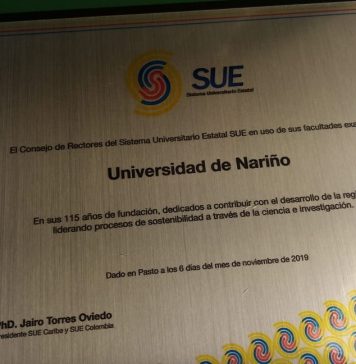 SUE
Sistema Universitario Estatal
El Consejo de Rectores del Sistema Universitario Estatal SUE en uso de sus facultades
Universidad de Nariño
En sus 115 años de fundación, dedicados a contribuir con el desarrollo de la
liderando procesos de sostenibilidad a través de la ciencia e investigación.
Dado en Pasto a los 6 días del mes de noviembre de 2019
PhD. Jairo Torres Oviedo
Presidente SUE Caribe y SUE Colombia